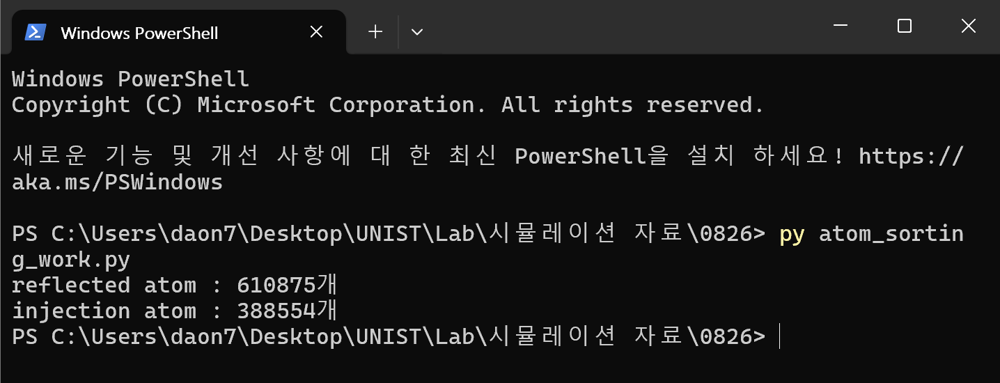 Windows PowerShell
Windows PowerShell
Copyright (C) Microsoft Corporation. All rights reserved.
새로운 기능 및 개선 사항에 대 한 최신 PowerShell을 설치 하세요! https://
aka.ms/PSWindows
PS C:\Users\daon7\Desktop\UNIST\Lab\시뮬레이션 자료\0826> py atom_sortin
g_work.py
reflected atom : 610875개
injection atom : 388554개
PS C:\Users\daon7\Desktop\UNIST\Lab\시뮬레이션 자료\0826>